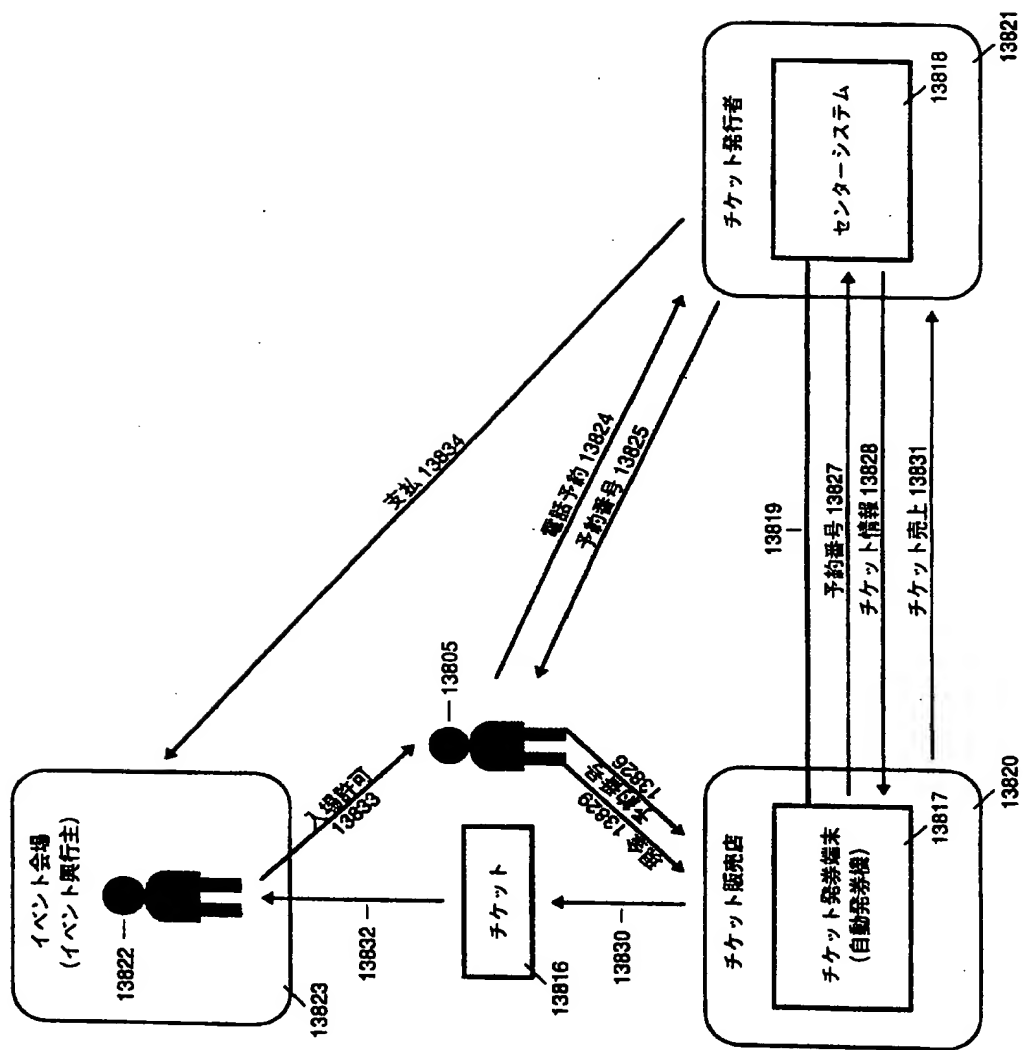 イベント会場
(イベント興行主)
13822
13823
入場許可
13833
13832
チケット
13816
13830
13805
支払 13834
電話予約 13824
予約番号 13825
予約番号
13826
現金
13829
チケット販売店
チケット発券端末
(自動発券機)
13817
13820
13819
予約番号 13827
チケット情報 13828
チケット売上 13831
チケット発行者
センターシステム
13818
13821